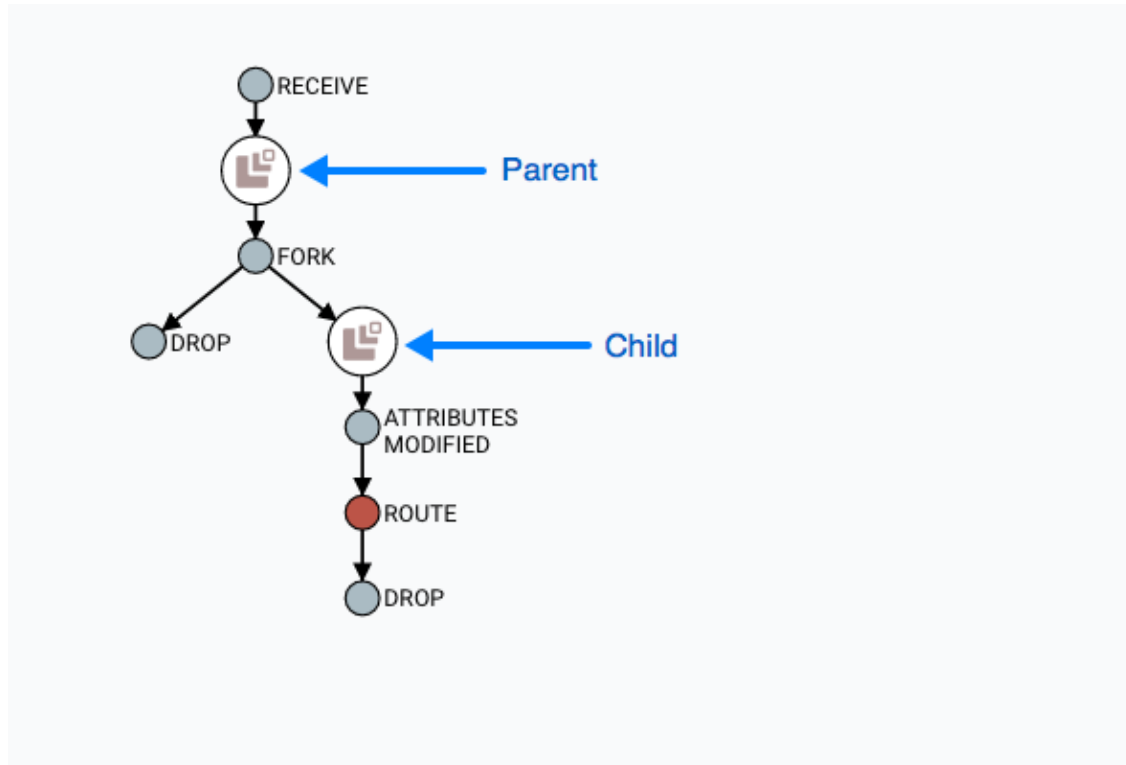 RECEIVE
Parent
FORK
DROP
Child
ATTRIBUTES
MODIFIED
ROUTE
DROP